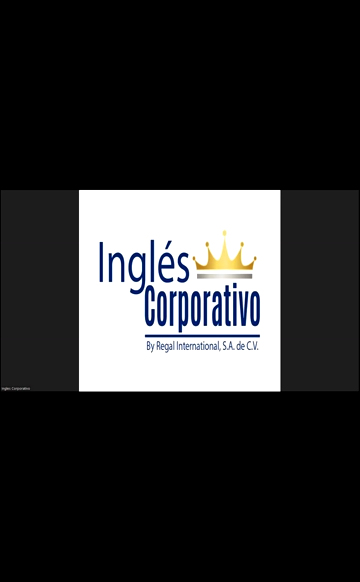 Inglés
Corporativo
By Regal International, S.A. de C.V.
Inglés Corporativo